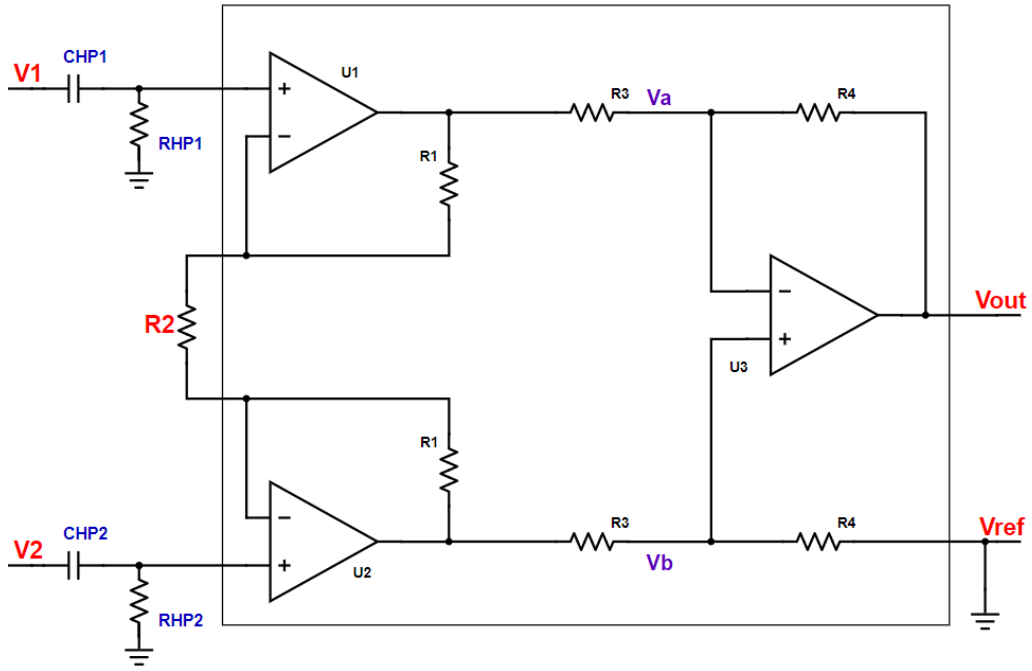 CHP1
V1
U1
R3
Va
R4
RHP1
R1
R2
Vout
U3
R1
CHP2
V2
U2
R3
Vb
R4
Vref
RHP2